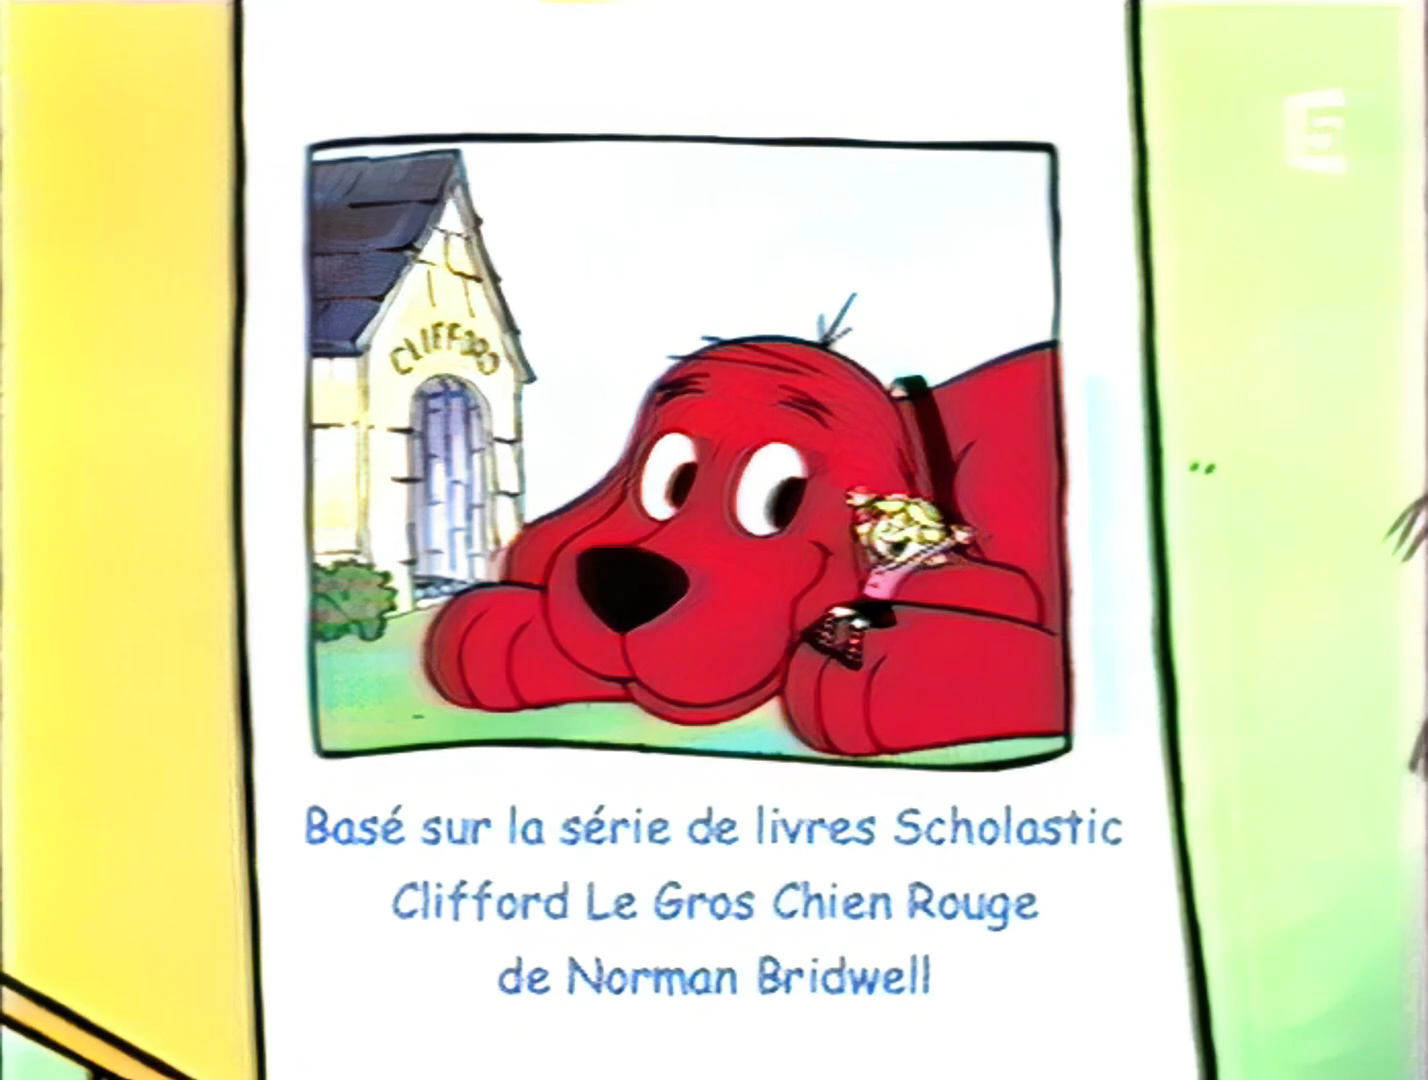 CLIFFORD
Basé sur la série de livres Scholastic
Clifford Le Gros Chien Rouge
de Norman Bridwell